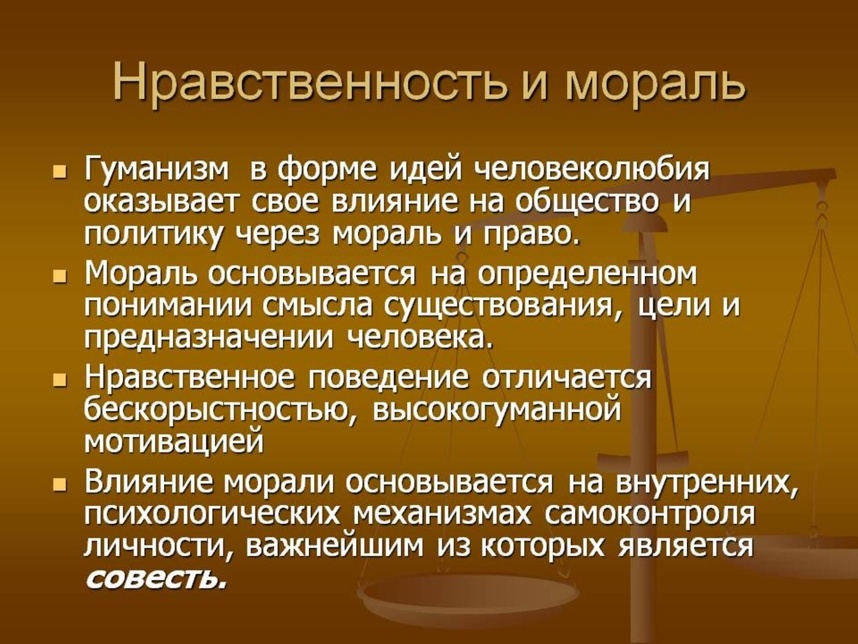 Нравственность и мораль
Гуманизм в форме идей человеколюбия
оказывает свое влияние на общество и
политику через мораль и право.
Мораль основывается на определенном
понимании смысла существования, цели и
предназначении человека.
Нравственное поведение отличается
бескорыстностью, высокогуманной
мотивацией
Влияние морали основывается на внутренних,
психологических механизмах самоконтроля
личности, важнейшим из которых является
совесть.